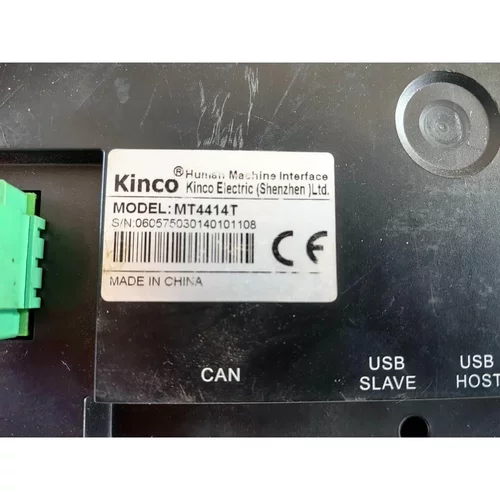 Kinco ® Human Machine Interface
Kinco Electric (Shenzhen )Ltd.
MODEL: MT4414T
S/N:060575030140101108
CE
MADE IN CHINA
CAN
USB
SLAVE
USB
HOST